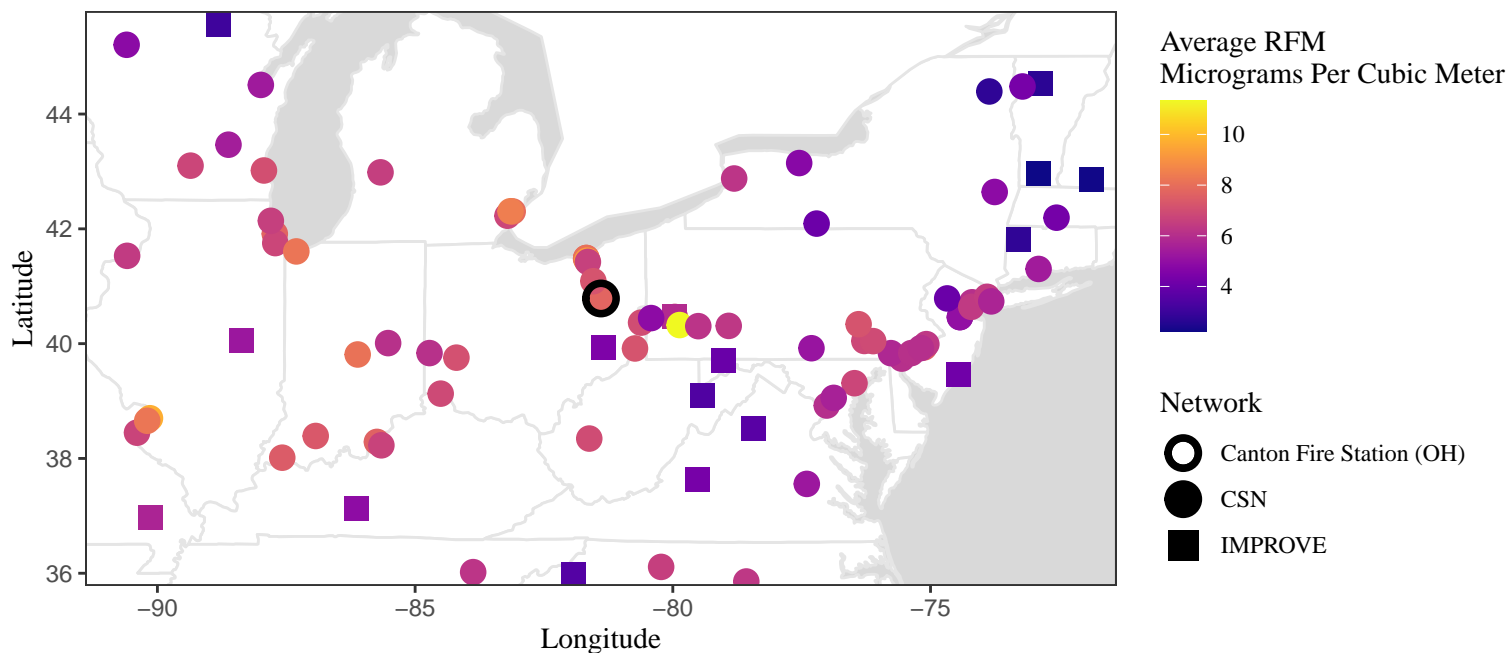 Average RFM
Micrograms Per Cubic Meter
10
8
6
4
Network
Canton Fire Station (OH)
CSN
IMPROVE
Latitude
44
42
40
38
36
−90
−85
−80
−75
Longitude